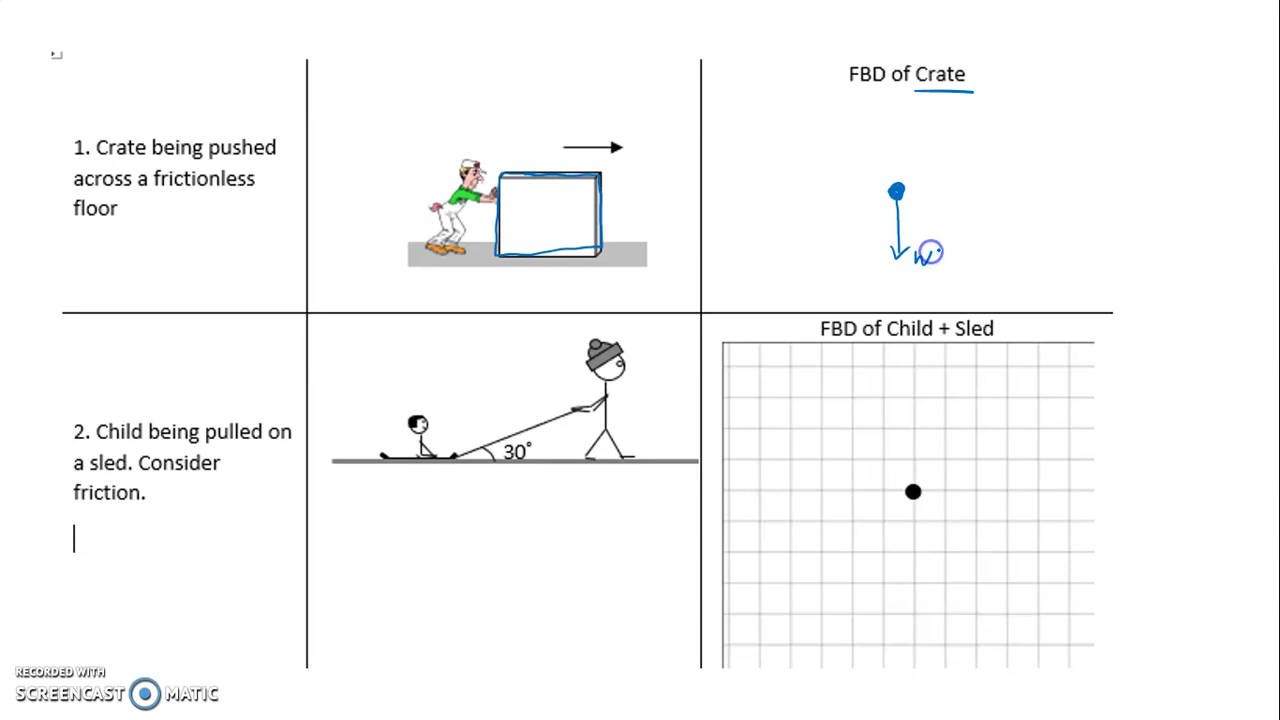 FBD of Crate
1. Crate being pushed
across a frictionless
floor
W
FBD of Child + Sled
2. Child being pulled on
a sled. Consider
friction.
30°
RECORDED WITH
SCREENCAST MATIC